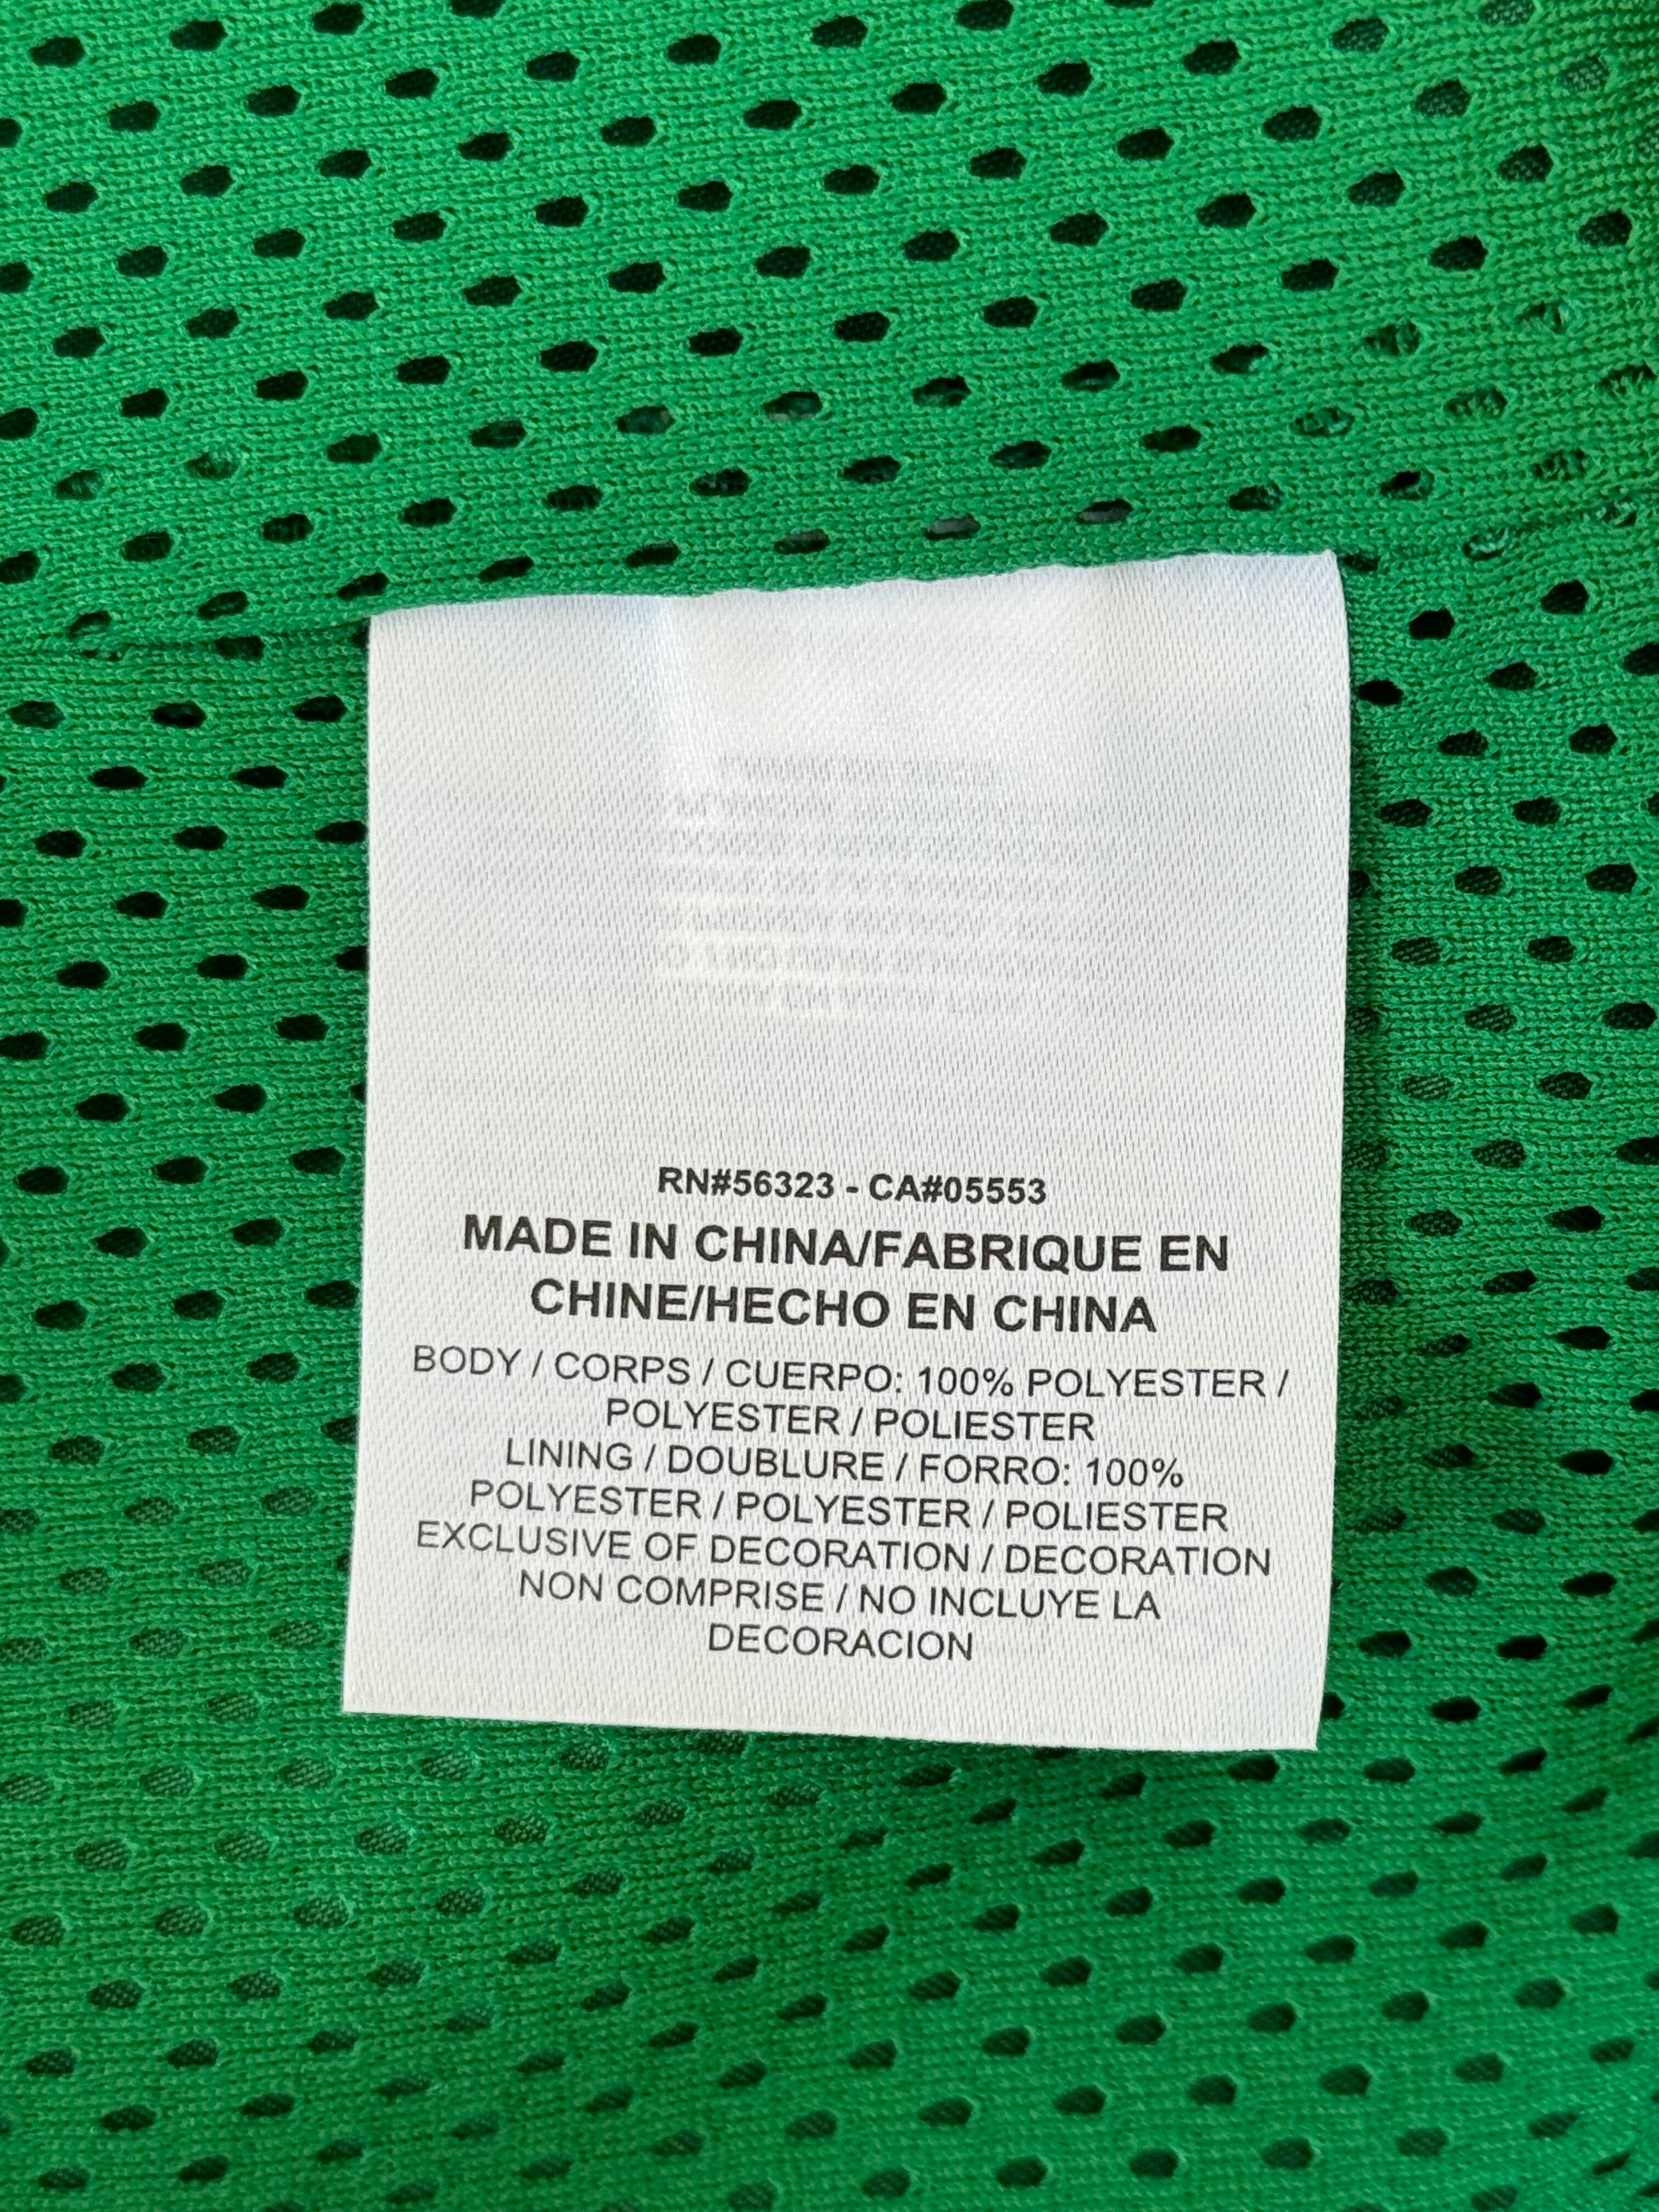 RN#56323 - CA#05553
MADE IN CHINA/FABRIQUE EN
CHINE/HECHO EN CHINA
BODY / CORPS / CUERPO: 100% POLYESTER /
POLYESTER / POLIESTER
LINING / DOUBLURE / FORRO: 100%
POLYESTER / POLYESTER / POLIESTER
EXCLUSIVE OF DECORATION / DECORATION
NON COMPRISE / NO INCLUYE LA
DECORACION